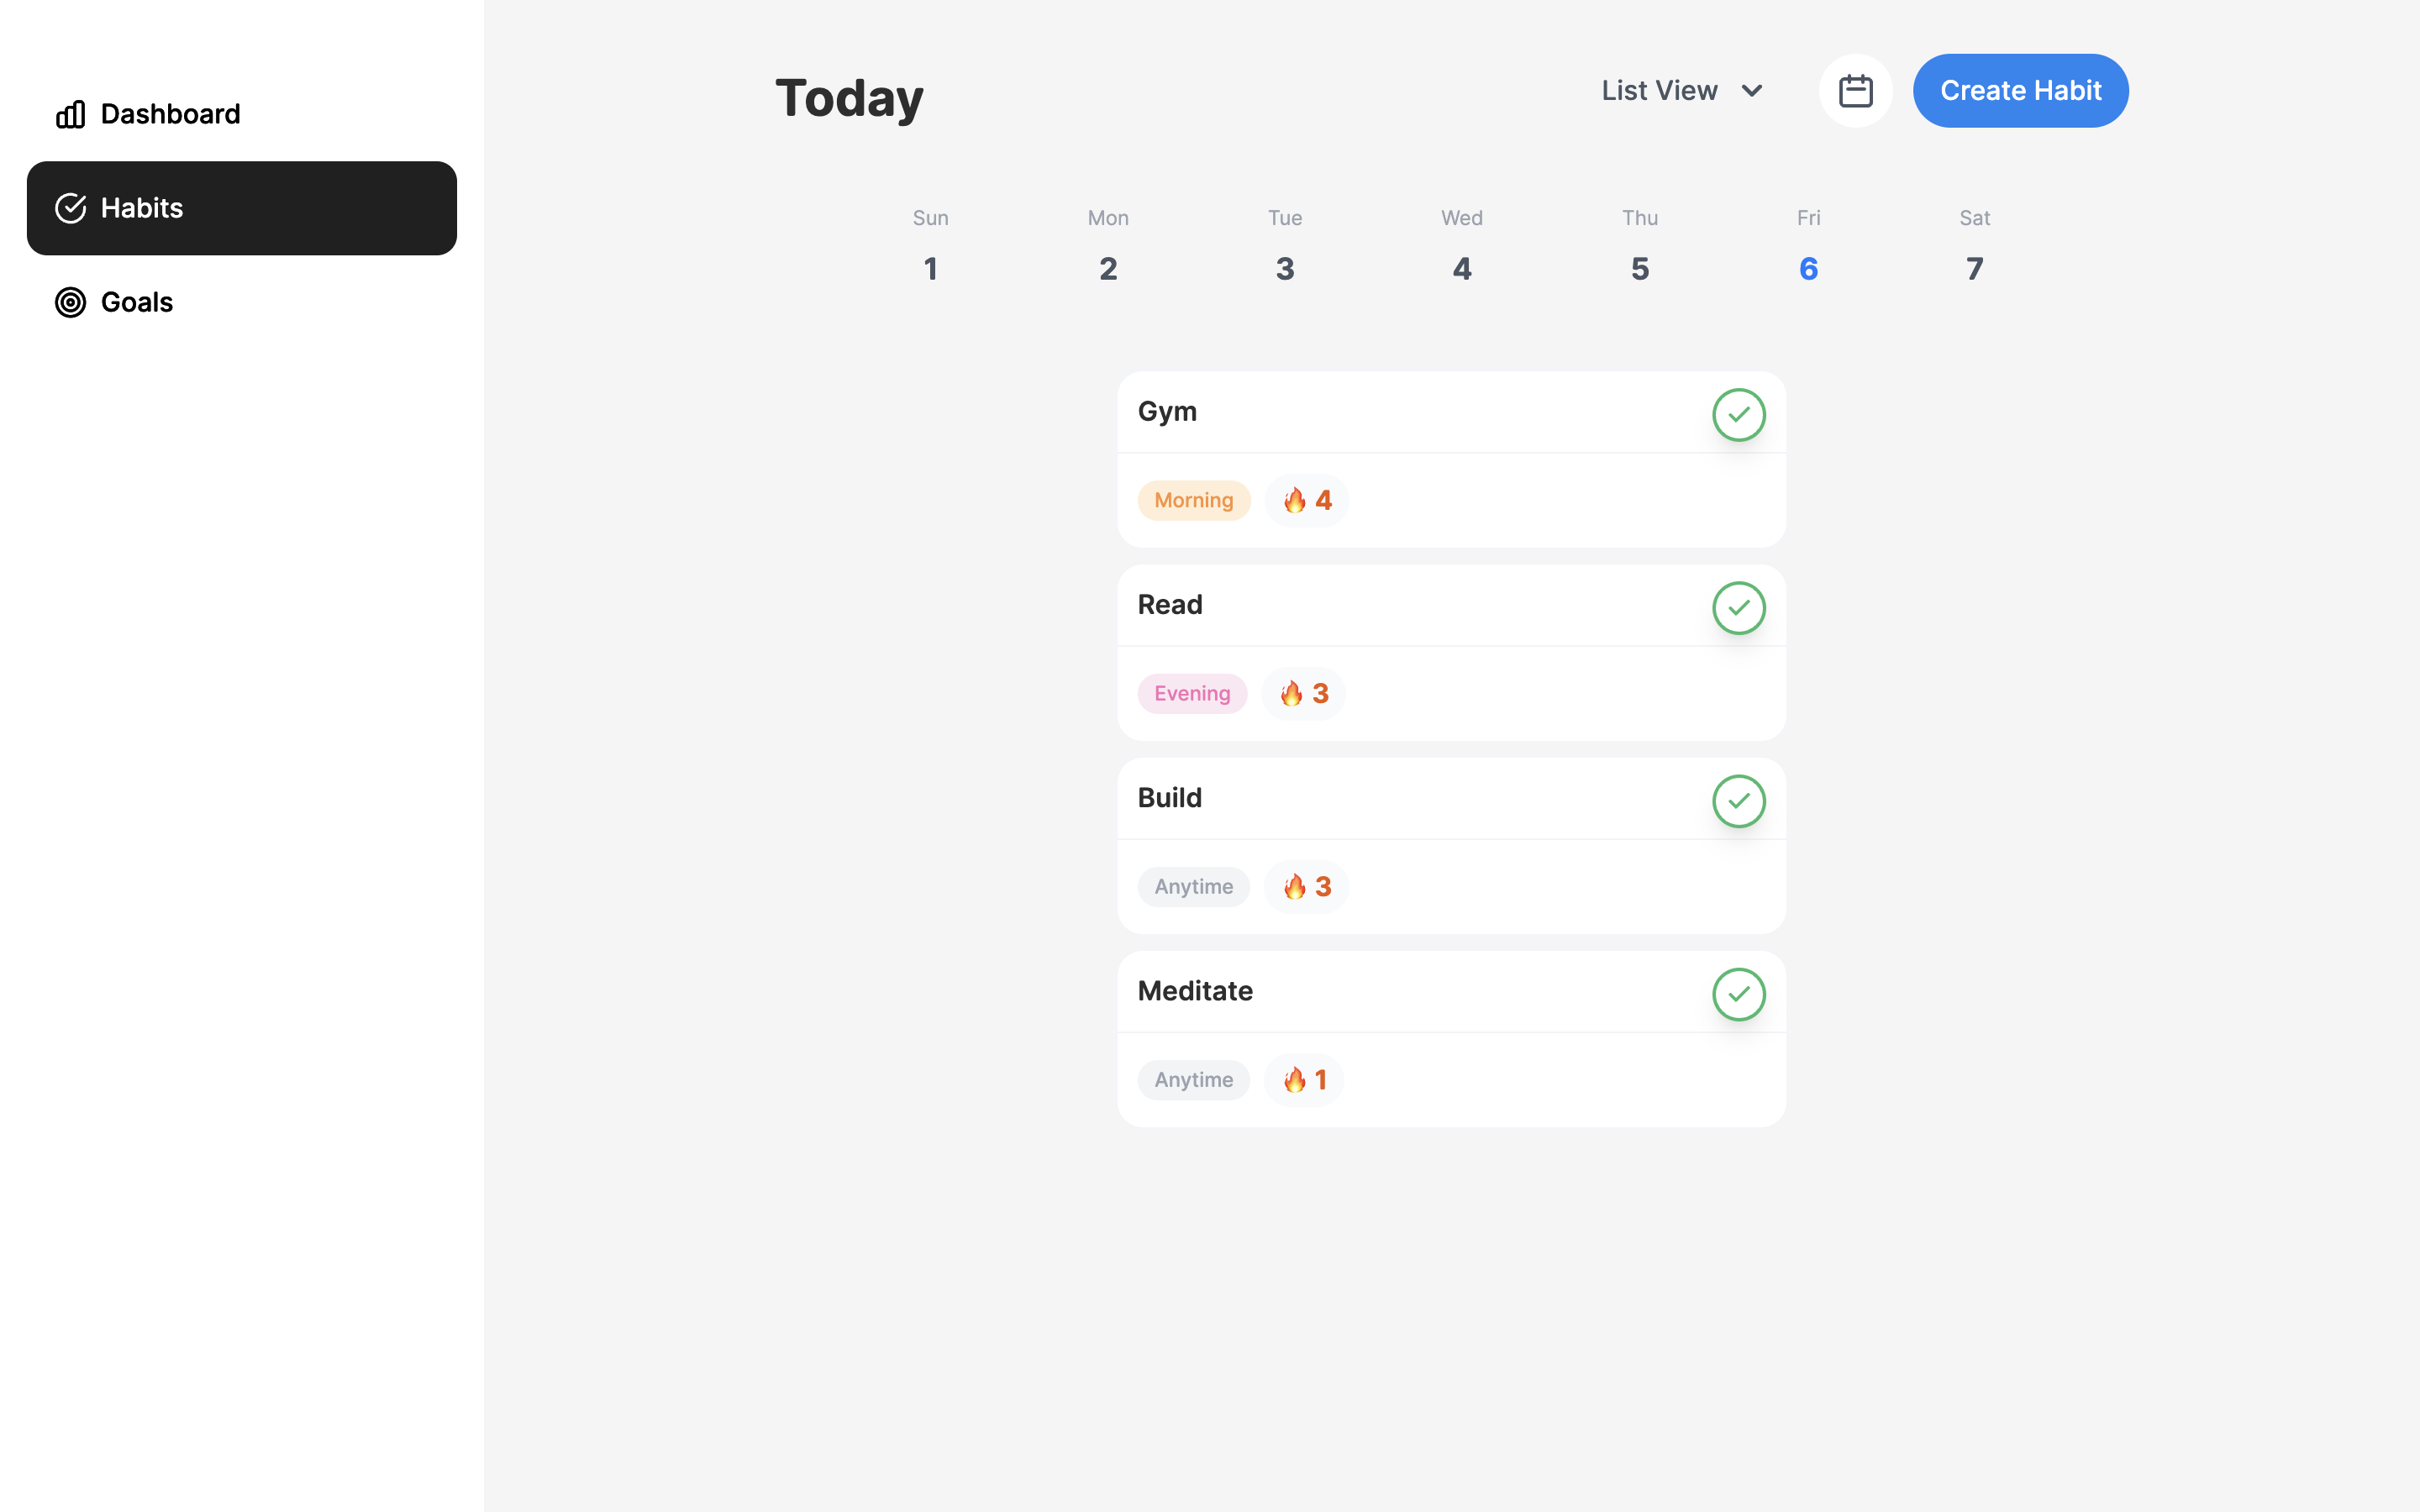 Dashboard
Habits
Goals
Today
List View
Create Habit
Sun Mon Tue Wed Thu Fri Sat
1 2 3 4 5 6 7
Gym
Morning 🔥 4
Read
Evening 🔥 3
Build
Anytime 🔥 3
Meditate
Anytime 🔥 1